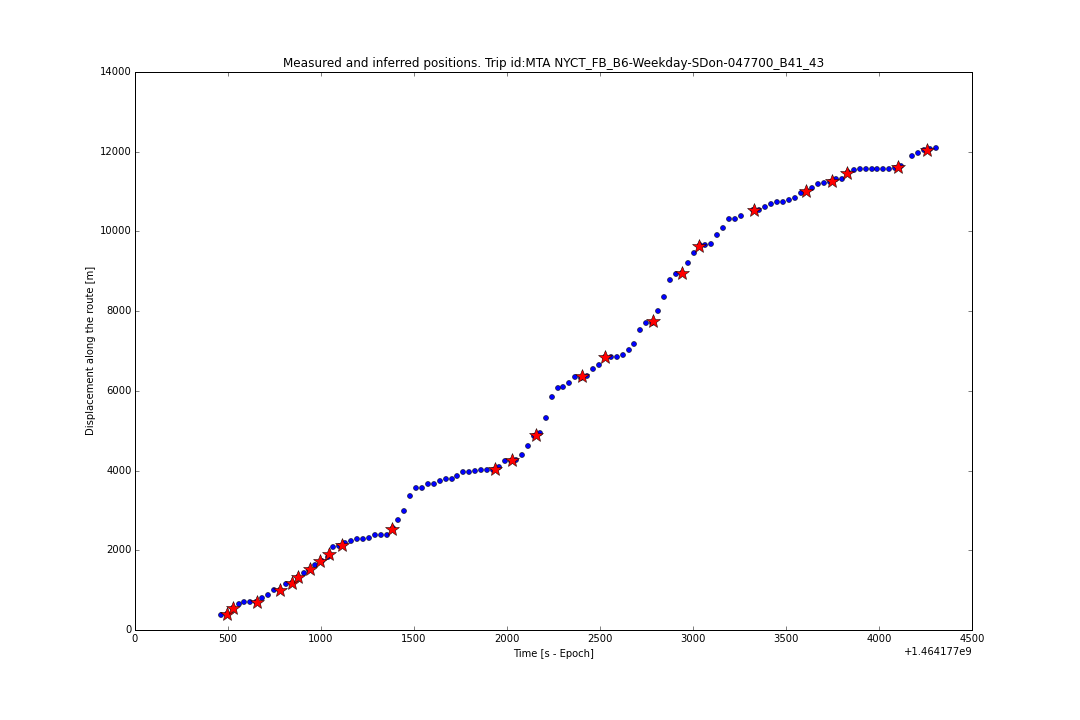 Measured and inferred positions. Trip id:MTA NYCT_FB_B6-Weekday-SDon-047700_B41_43
14000
12000
10000
8000
6000
4000
2000
0
Displacement along the route [m]
0 500 1000 1500 2000 2500 3000 3500 4000 4500
Time [s - Epoch]
+1.464177e9